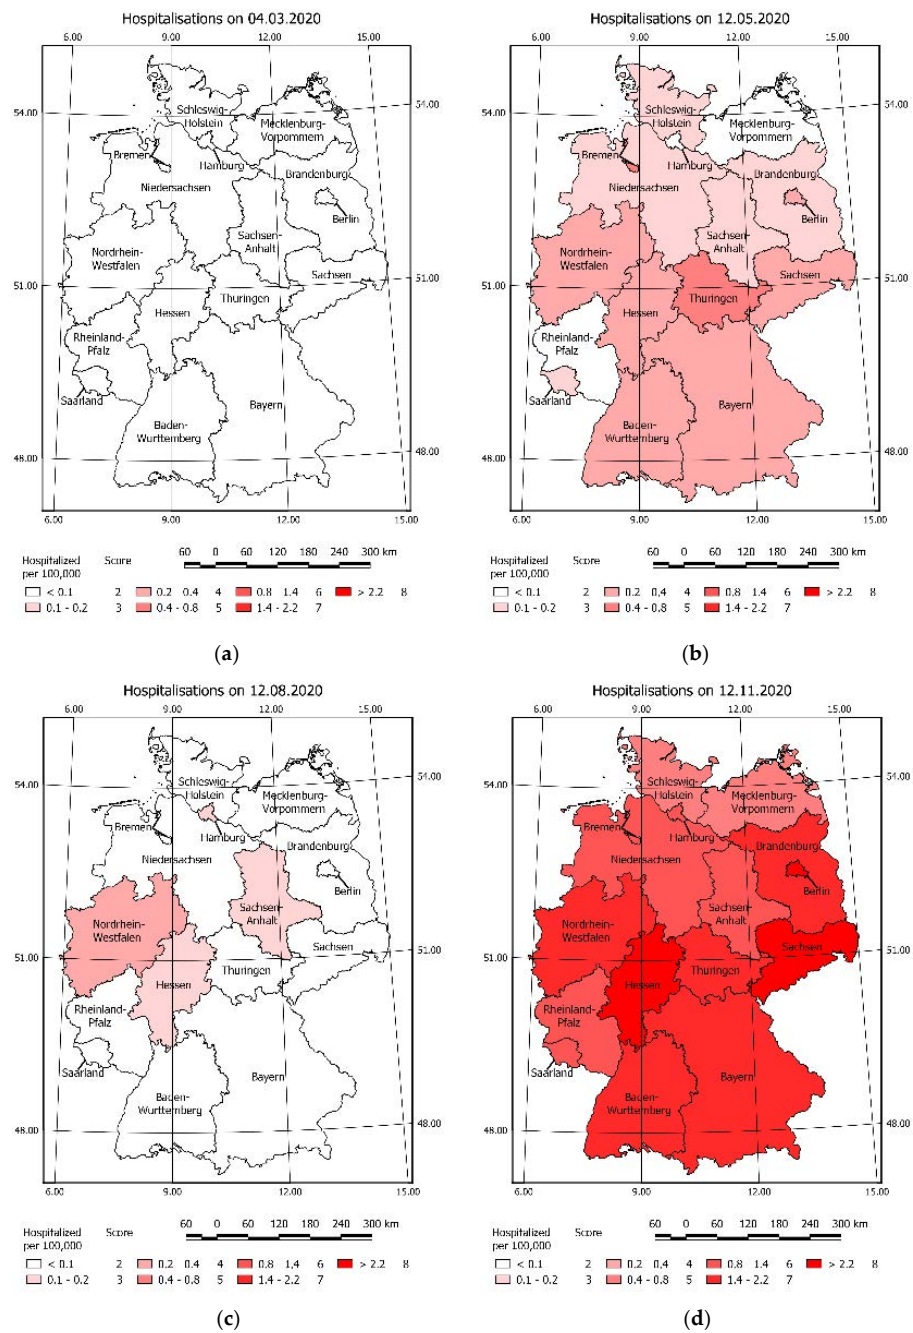 Hospitalisations on 04.03.2020
6.00 9.00 12.00 15.00
54.00 54.00
Schleswig-
Holstein
Mecklenburg-
Vorpommern
Bremen
Hamburg
Brandenburg
Niedersachsen
Berlin
Nordrhein-
Westfalen
Sachsen-
Anhalt
Sachsen
51.00 51.00
Thuringen
Hessen
Rheinland-
Pfalz
Saarland
Bayern
Baden-
Wurttemberg
48.00 48.00
6.00 9.00 12.00 15.00
Hospitalized
per 100,000
Score
60 0 60 120 180 240 300 km
< 0.1 2 0.2 0.4 4 0.8 1.4 6 > 2.2 8
0.1 - 0.2 3 0.4 - 0.8 5 1.4 - 2.2 7
(a)
Hospitalisations on 12.05.2020
6.00 9.00 12.00 15.00
54.00
Schleswig-
Holstein
Mecklenburg-
Vorpommern
Bremen
Hamburg
Brandenburg
Niedersachsen
Berlin
Nordrhein-
Westfalen
Sachsen-
Anhalt
Sachsen
51.00 51.00
Thuringen
Hessen
Rheinland-
Pfalz
Saarland
Bayern
Baden-
Wurttemberg
48.00 48.00
6.00 9.00 12.00 15.00
Hospitalized
per 100,000
Score
60 0 60 120 180 240 300 km
< 0.1 2 0.2 0.4 4 0.8 1.4 6 > 2.2 8
0.1 - 0.2 3 0.4 - 0.8 5 1.4 - 2.2 7
(b)
Hospitalisations on 12.08.2020
6.00 9.00 12.00 15.00
54.00 54.00
Schleswig-
Holstein
Mecklenburg-
Vorpommern
Bremen
Hamburg
Brandenburg
Niedersachsen
Berlin
Nordrhein-
Westfalen
Sachsen-
Anhalt
Sachsen
51.00 51.00
Thuringen
Hessen
Rheinland-
Pfalz
Saarland
Bayern
Baden-
Wurttemberg
48.00 48.00
6.00 9.00 12.00 15.00
Hospitalized
per 100,000
Score
60 0 60 120 180 240 300 km
< 0.1 2 0.2 0.4 4 0.8 1.4 6 > 2.2 8
0.1 - 0.2 3 0.4 - 0.8 5 1.4 - 2.2 7
(c)
Hospitalisations on 12.11.2020
6.00 9.00 12.00 15.00
54.00 54.00
Schleswig-
Holstein
Mecklenburg-
Vorpommern
Bremen
Hamburg
Brandenburg
Niedersachsen
Berlin
Nordrhein-
Westfalen
Sachsen-
Anhalt
Sachsen
51.00 51.00
Thuringen
Hessen
Rheinland-
Pfalz
Saarland
Bayern
Baden-
Wurttemberg
48.00 48.00
6.00 9.00 12.00 15.00
Hospitalized
per 100,000
Score
60 0 60 120 180 240 300 km
< 0.1 2 0.2 0.4 4 0.8 1.4 6 > 2.2 8
0.1 - 0.2 3 0.4 - 0.8 5 1.4 - 2.2 7
(d)